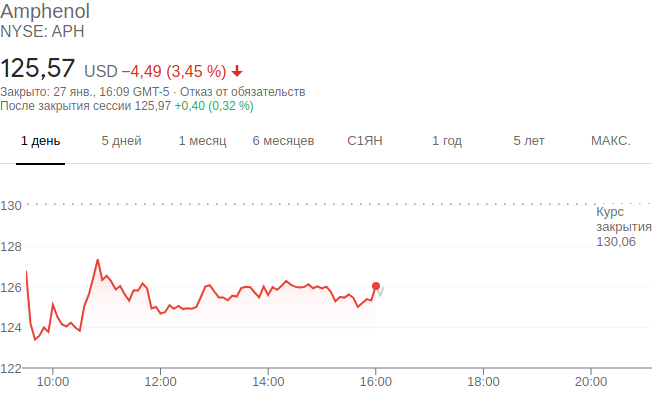 Amphenol
NYSE: APH
125,57 USD −4,49 (3,45 %)
Закрыто: 27 янв., 16:09 GMT-5 · Отказ от обязательств
После закрытия сессии 125,97 +0,40 (0,32 %)
1 день 5 дней 1 месяц 6 месяцев С1ЯН 1 год 5 лет МАКС.
130
Курс
закрытия
130,06
128
126
124
122
10:00 12:00 14:00 16:00 18:00 20:00